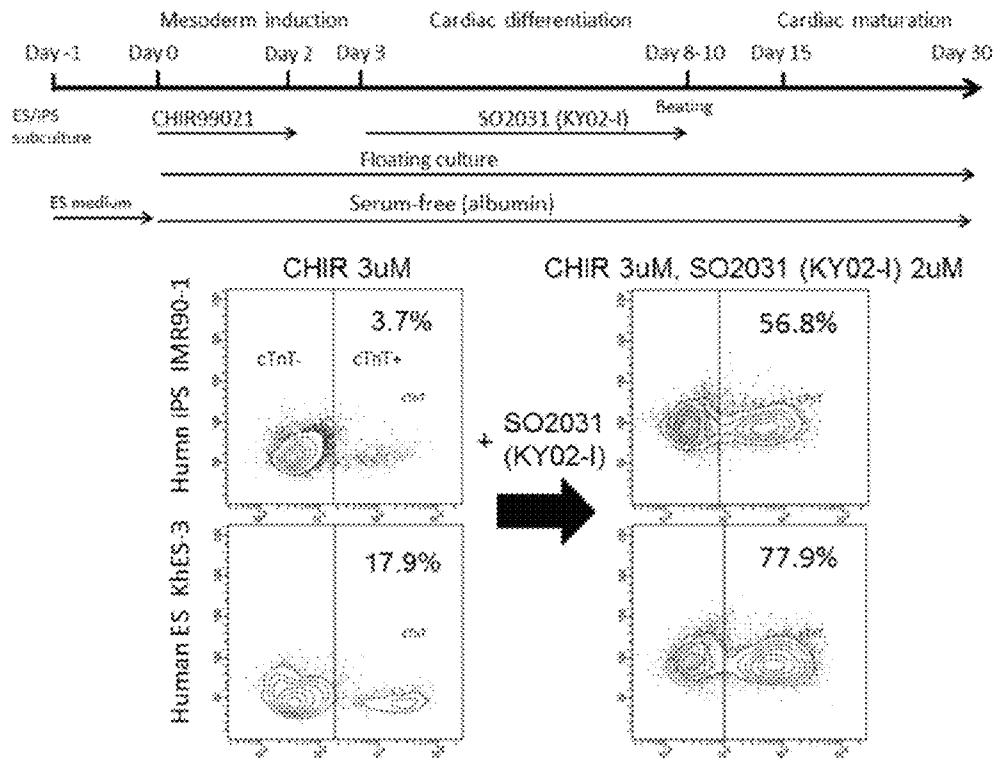 Mesoderm induction Cardiac differentiation Cardiac maturation
Day -1 Day 0 Day 2 Day 3 Day 8-10 Day 15 Day 30
Beating
ES/iPS
subculture
CHIR99021 SO2031 (KY02-I)
Floating culture
ES medium Serum-free (albumin)
CHIR 3uM CHIR 3uM, SO2031 (KY02-I) 2uM
Humn iPS IMR90-1
3.7% 56.8%
cTnT- cTnT+
+ SO2031
(KY02-I)
Human ES KhES-3
17.9% 77.9%